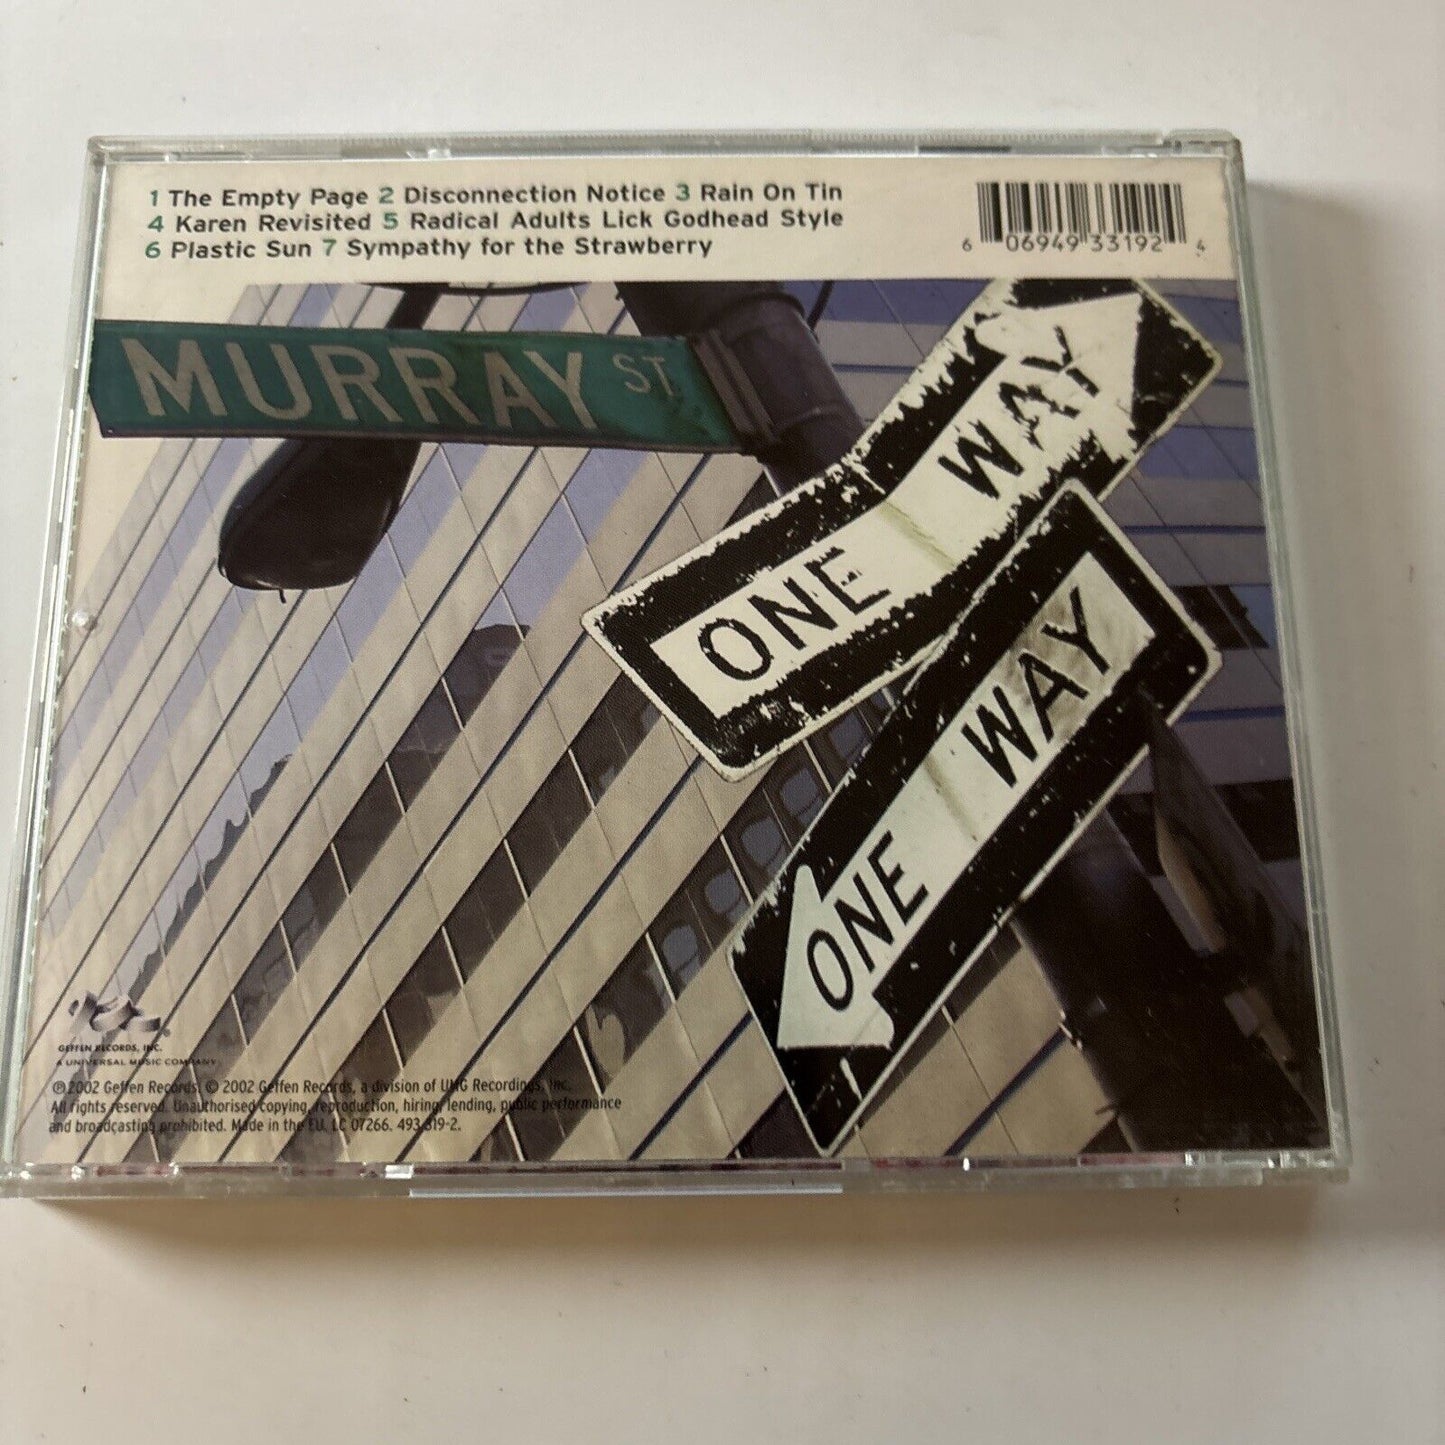 1 The Empty Page 2 Disconnection Notice 3 Rain On Tin
4 Karen Revisited 5 Radical Adults Lick Godhead Style
6 Plastic Sun 7 Sympathy for the Strawberry
6 06949 33192 4
MURRAY ST
ONE WAY
ONE WAY
GEFFEN RECORDS, INC.
A UNIVERSAL MUSIC COMPANY
℗ 2002 Geffen Records. © 2002 Geffen Records, a division of UMG Recordings, Inc.
All rights reserved. Unauthorised copying, reproduction, hiring, lending, public performance
and broadcasting prohibited. Made in the EU. LC 07266. 493 319-2.